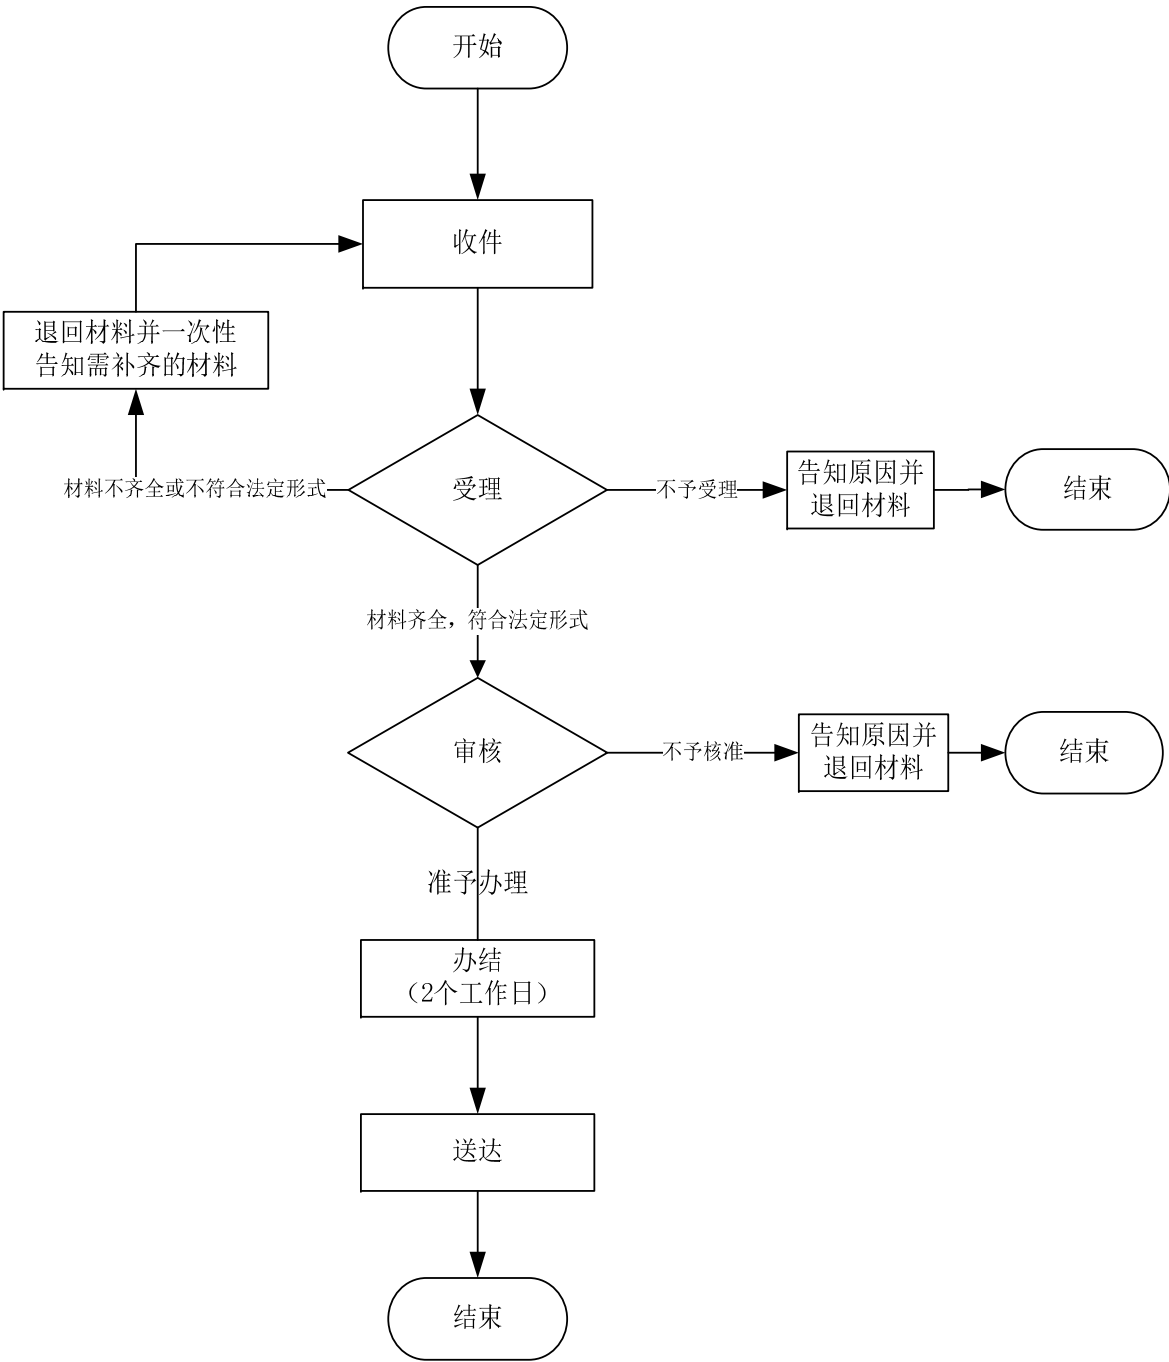 开始
收件
退回材料并一次性
告知需补齐的材料
材料不齐全或不符合法定形式
受理
不予受理
告知原因并
退回材料
结束
材料齐全，符合法定形式
审核
不予核准
告知原因并
退回材料
结束
准予办理
办结
（2个工作日）
送达
结束